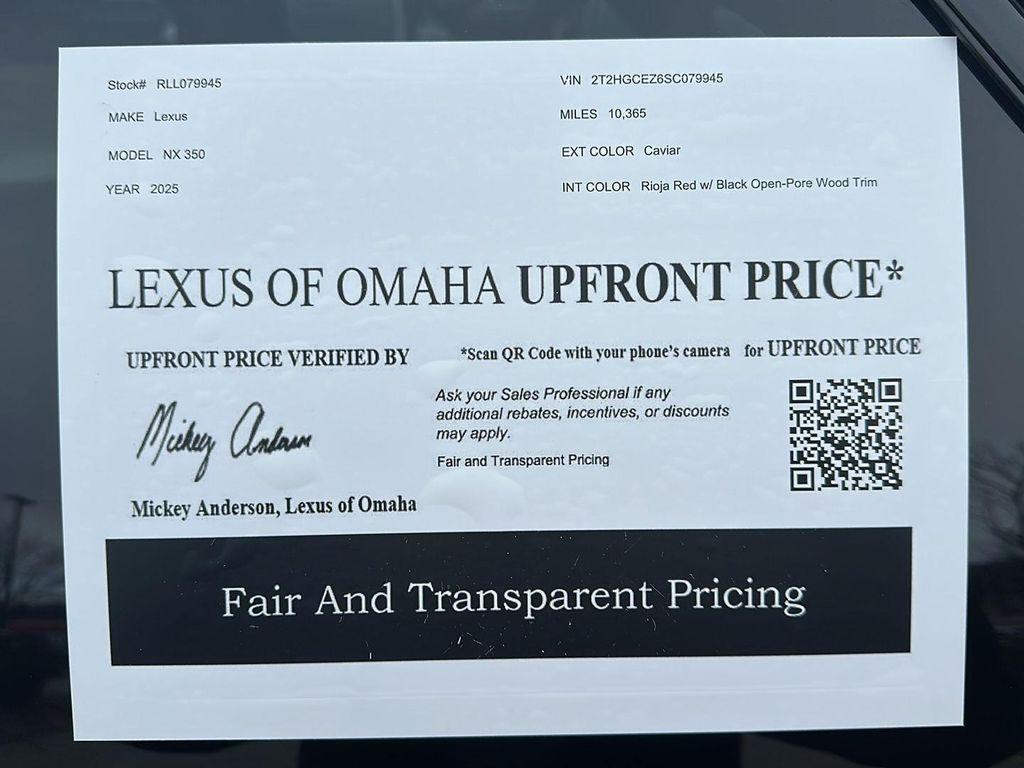 Stock# RLL079945
VIN 2T2HGCEZ6SC079945
MAKE Lexus
MILES 10,365
MODEL NX 350
EXT COLOR Caviar
YEAR 2025
INT COLOR Rioja Red w/ Black Open-Pore Wood Trim
LEXUS OF OMAHA UPFRONT PRICE*
UPFRONT PRICE VERIFIED BY
*Scan QR Code with your phone's camera for UPFRONT PRICE
Mickey Anderson
Ask your Sales Professional if any
additional rebates, incentives, or discounts
may apply.
Fair and Transparent Pricing
Mickey Anderson, Lexus of Omaha
Fair And Transparent Pricing